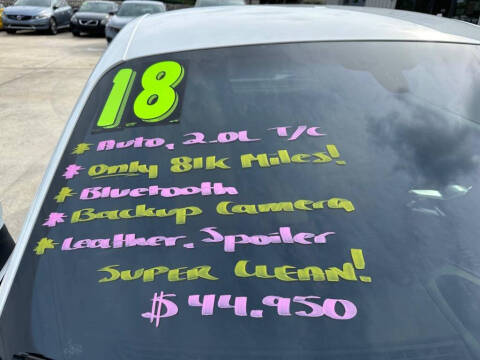 18
* Auto, 2.0L T/C
* Only 81k Miles!
* Bluetooth
* Backup Camera
* Leather, Spoiler
Super Clean!
$44,950